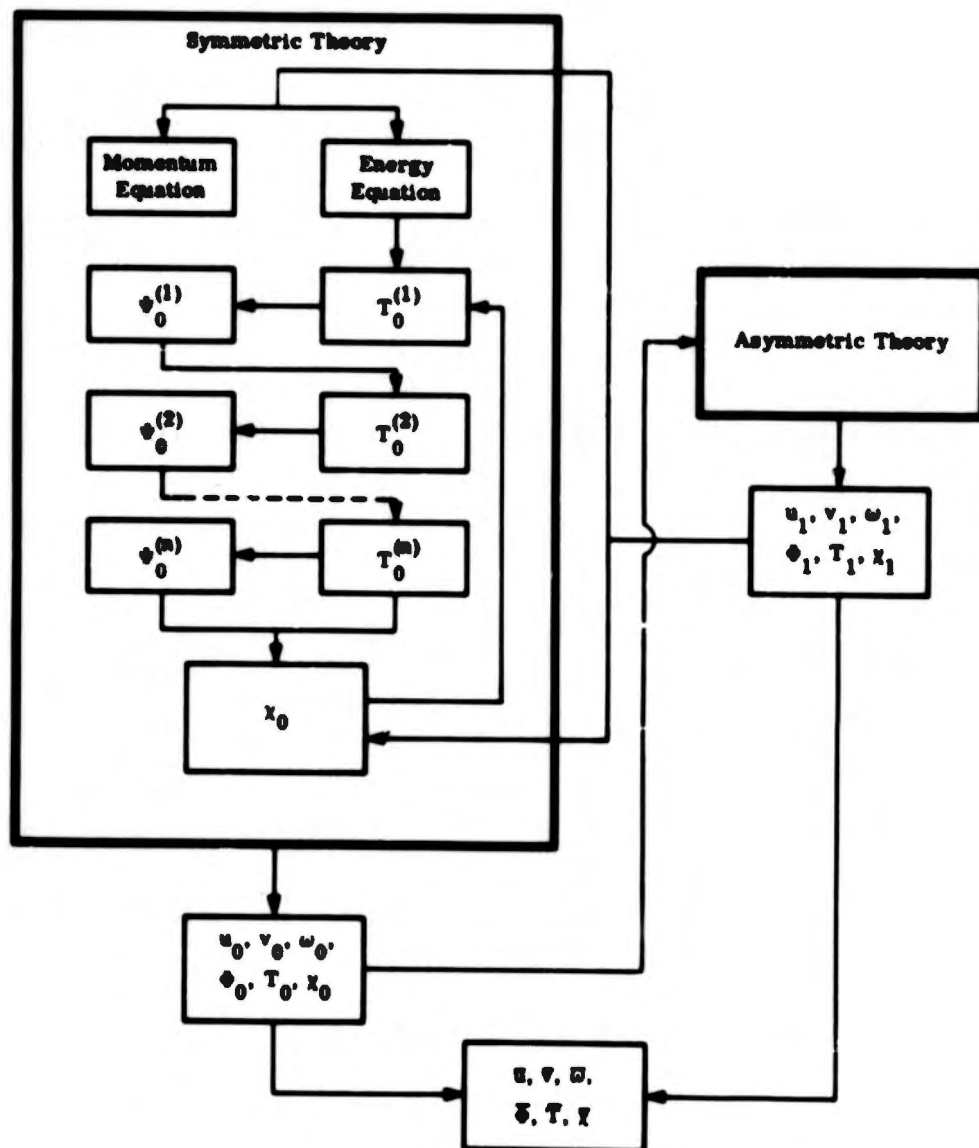 Symmetric Theory
Momentum
Equation
Energy
Equation
Ψ₀⁽¹⁾
T₀⁽¹⁾
Asymmetric Theory
Ψ₀⁽²⁾
T₀⁽²⁾
u₁, v₁, ω₁,
Φ₁, T₁, χ₁
Ψ₀⁽ⁿ⁾
T₀⁽ⁿ⁾
χ₀
u₀, v₀, ω₀,
Φ₀, T₀, χ₀
u̅, v̅, ω̅,
Φ̅, T̅, χ̅